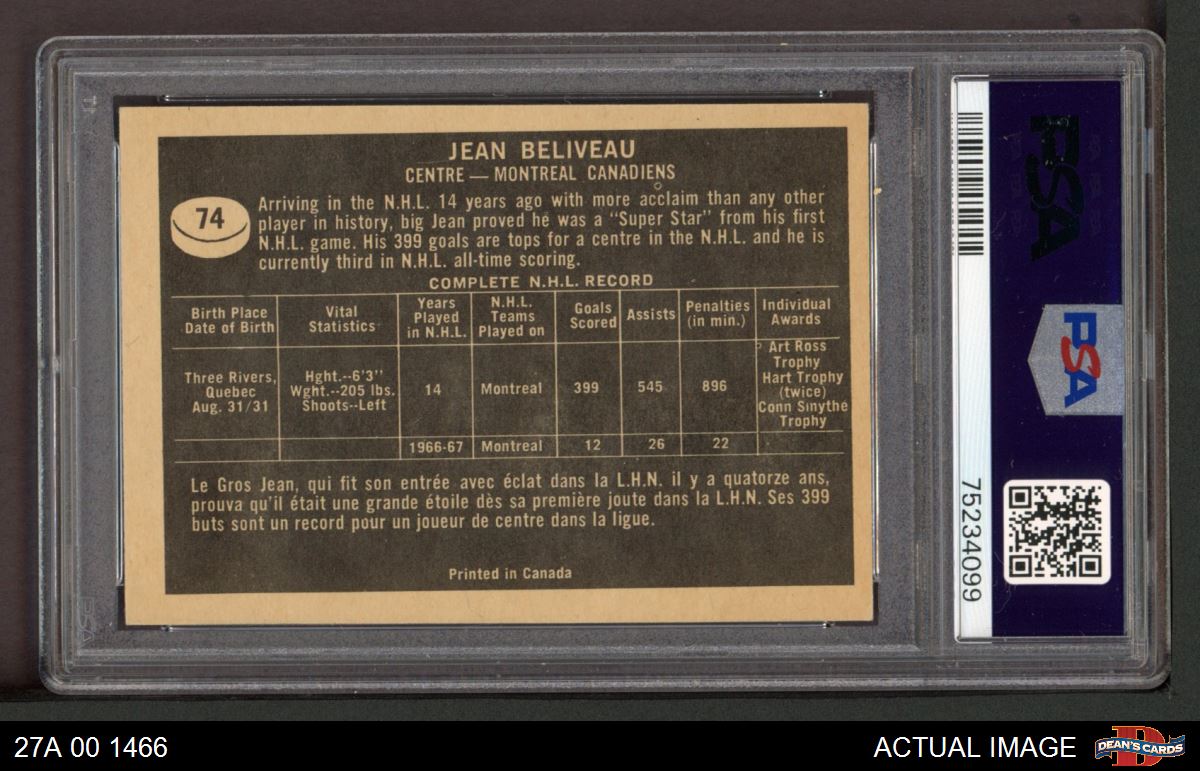 JEAN BELIVEAU
CENTRE — MONTREAL CANADIENS
74
Arriving in the N.H.L. 14 years ago with more acclaim than any other
player in history, big Jean proved he was a "Super Star" from his first
N.H.L. game. His 399 goals are tops for a centre in the N.H.L. and he is
currently third in N.H.L. all-time scoring.
COMPLETE N.H.L. RECORD
Birth Place
Date of Birth
Vital
Statistics
Years
Played
in N.H.L.
N.H.L.
Teams
Played on
Goals
Scored
Assists
Penalties
(in min.)
Individual
Awards
Three Rivers,
Quebec
Aug. 31/31
Hght.--6'3"
Wght.--205 lbs.
Shoots--Left
14
Montreal
399
545
896
Art Ross
Trophy
Hart Trophy
(twice)
Conn Smythe
Trophy
1966-67
Montreal
12
26
22
Le Gros Jean, qui fit son entrée avec éclat dans la L.H.N. il y a quatorze ans,
prouva qu'il était une grande étoile dès sa première joute dans la L.H.N. Ses 399
buts sont un record pour un joueur de centre dans la ligue.
Printed in Canada
PSA
PSA
75234099
27A 00 1466
ACTUAL IMAGE
DEAN'S CARDS